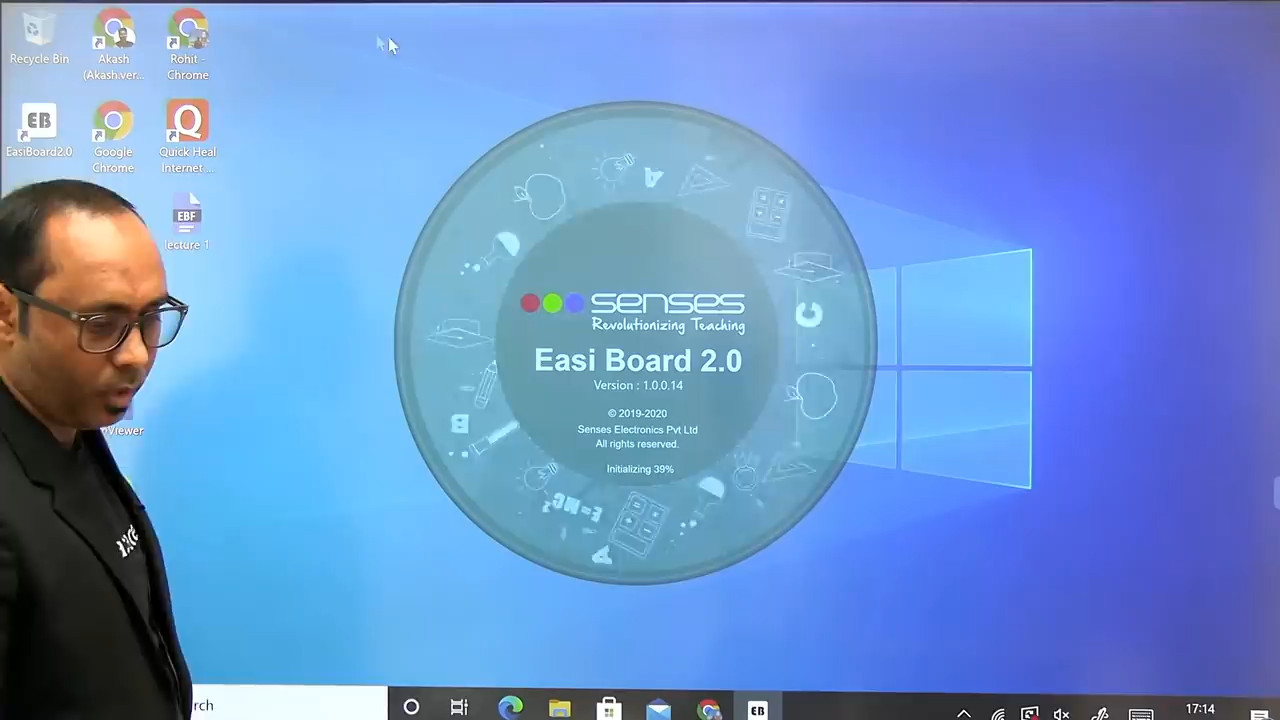 Recycle Bin
Akash
(Akash.ver...
Rohit -
Chrome
EB
EasiBoard2.0
Google
Chrome
Quick Heal
Internet ...
EBF
lecture 1
Viewer
A
C
B
E=MC²
A
senses
Revolutionizing Teaching
Easi Board 2.0
Version : 1.0.0.14
© 2019-2020
Senses Electronics Pvt Ltd
All rights reserved.
Initializing 39%
rch
EB
17:14